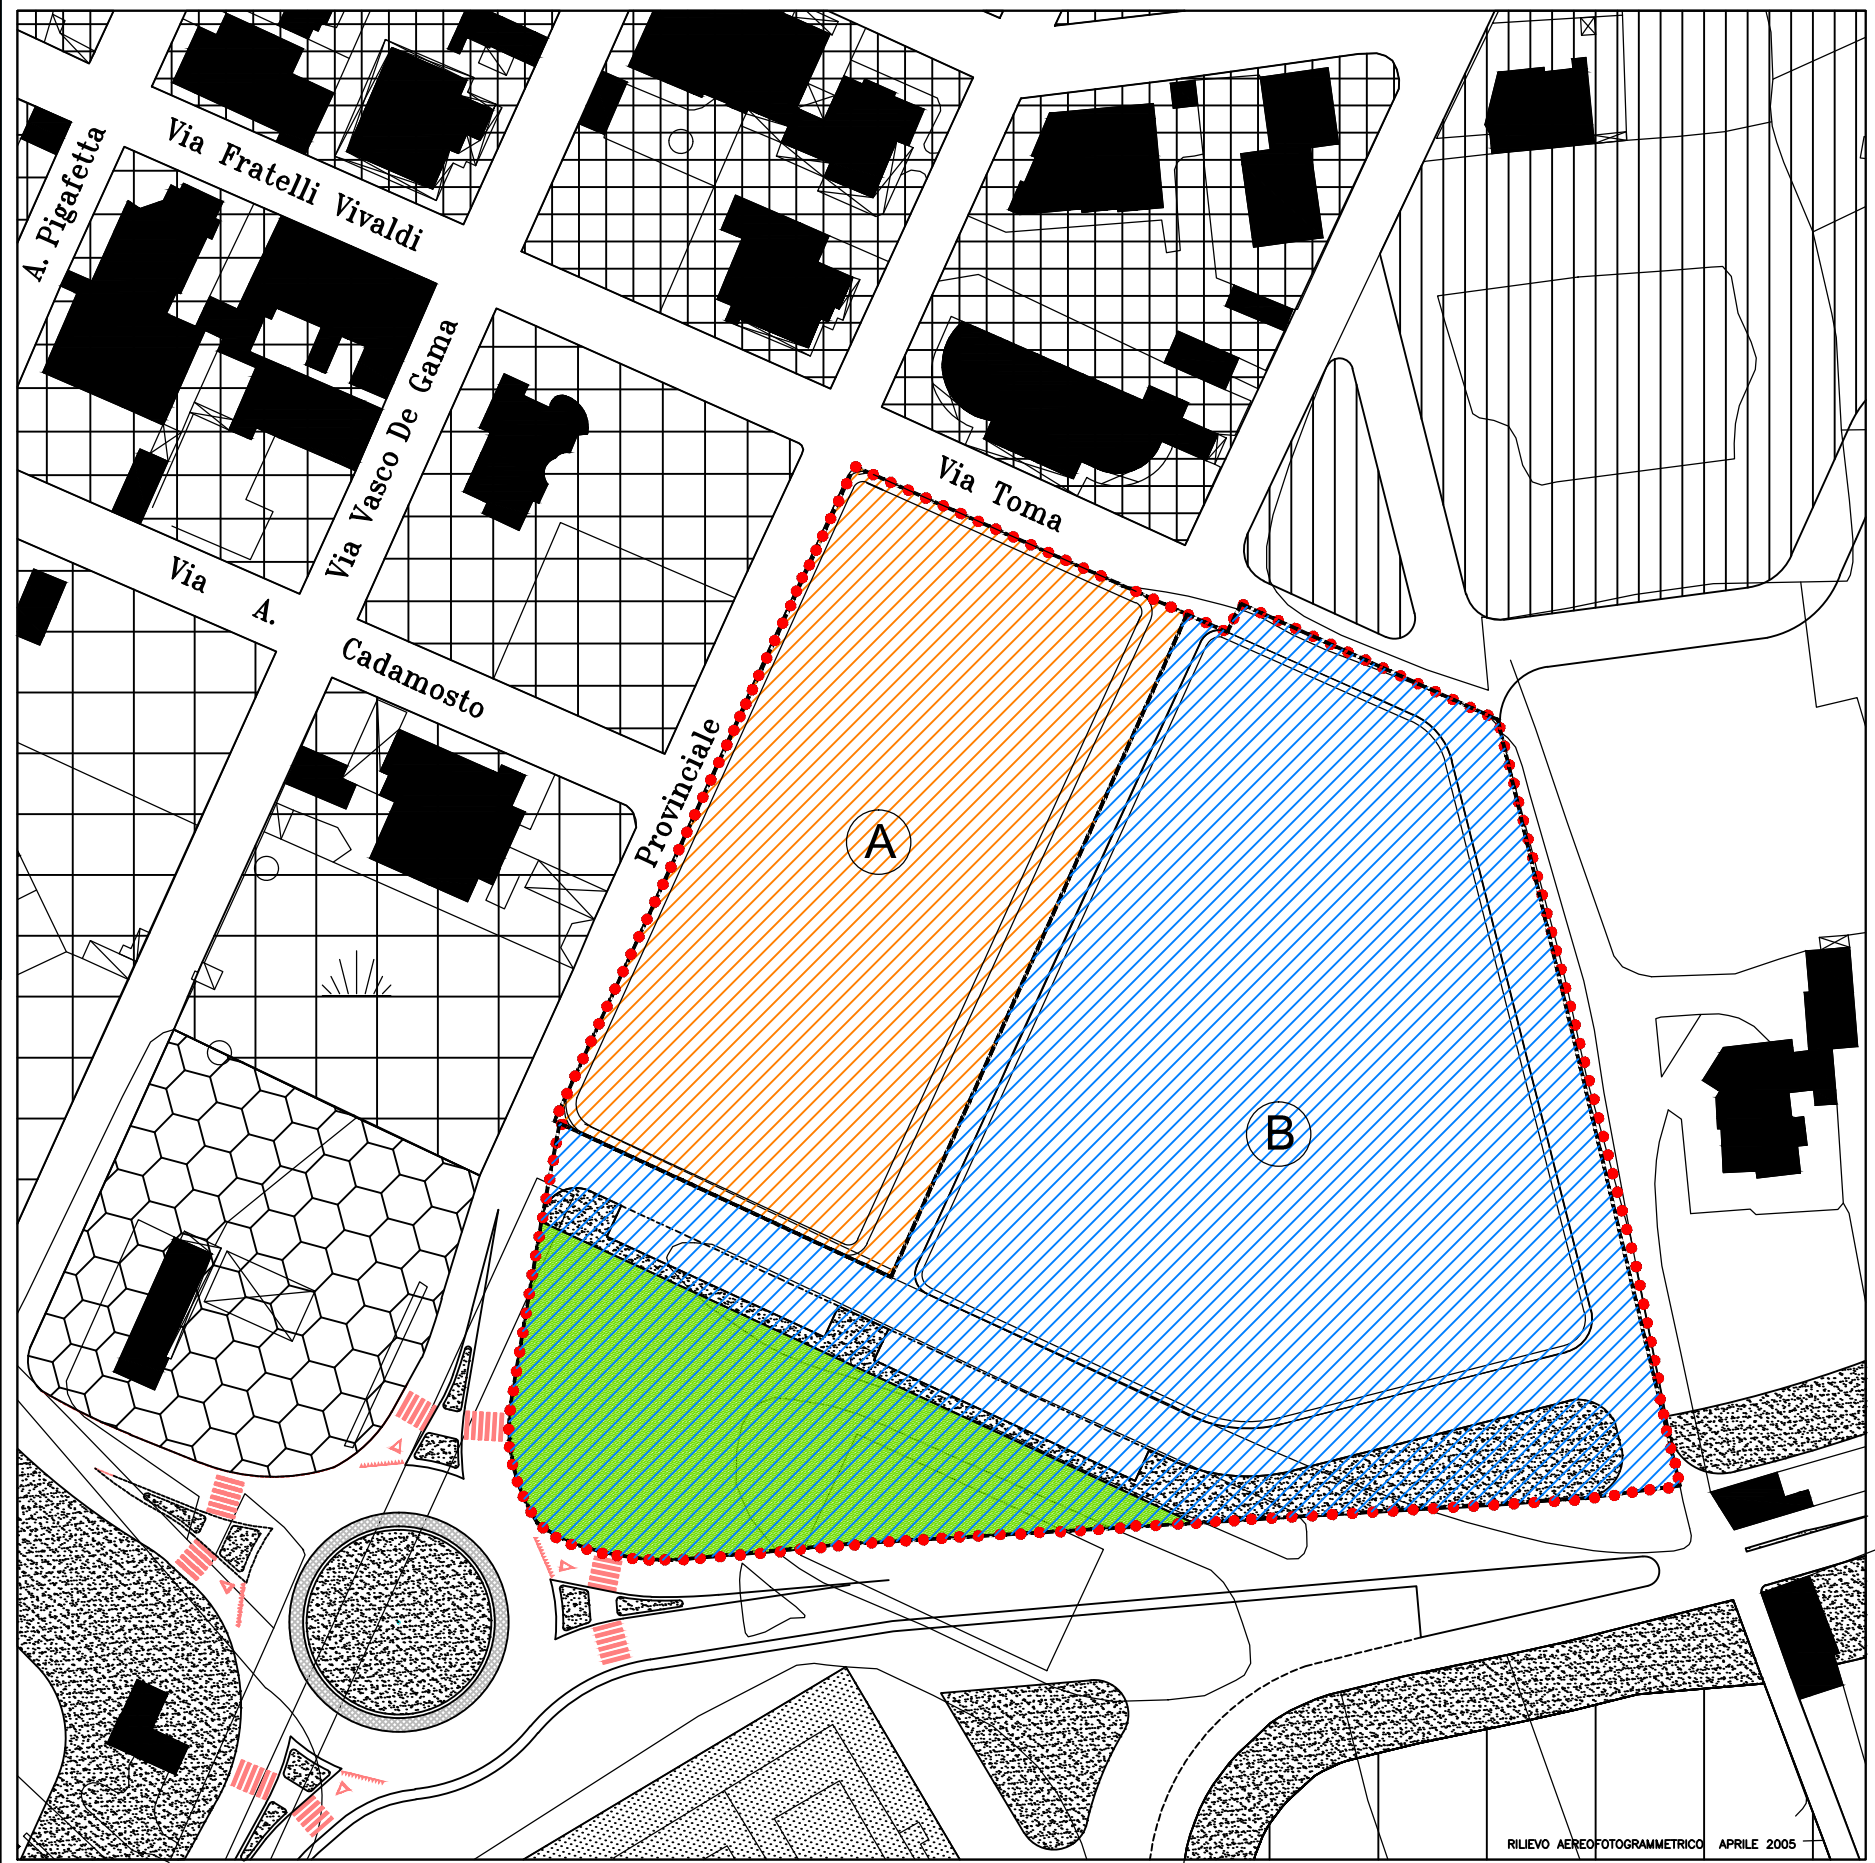 Via Fratelli Vivaldi
A. Pigafetta
Via Vasco De Gama
Via Toma
Via A. Cadamosto
Provinciale
A
B
RILIEVO AEREOFOTOGRAMMETRICO APRILE 2005